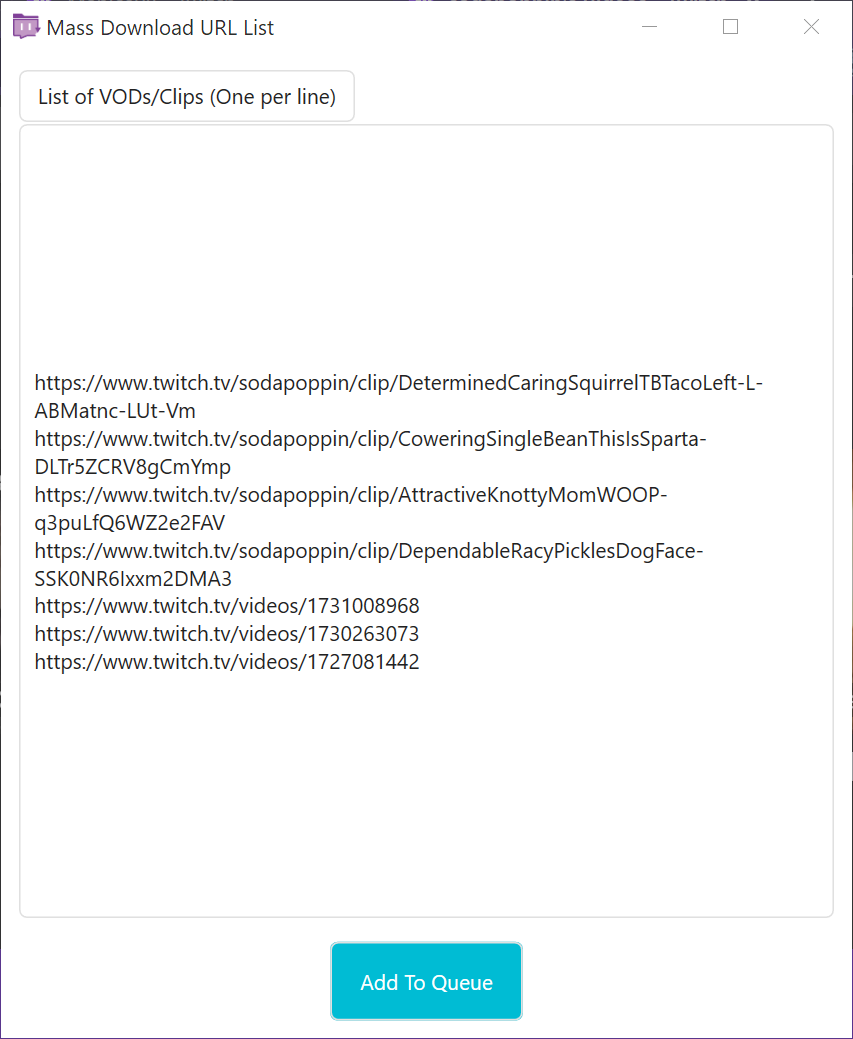 Mass Download URL List
List of VODs/Clips (One per line)
https://www.twitch.tv/sodapoppin/clip/DeterminedCaringSquirrelTBTacoLeft-L-
ABMatnc-LUt-Vm
https://www.twitch.tv/sodapoppin/clip/CoweringSingleBeanThisIsSparta-
DLTr5ZCRV8gCmYmp
https://www.twitch.tv/sodapoppin/clip/AttractiveKnottyMomWOOP-
q3puLfQ6WZ2e2FAV
https://www.twitch.tv/sodapoppin/clip/DependableRacyPicklesDogFace-
SSK0NR6Ixxm2DMA3
https://www.twitch.tv/videos/1731008968
https://www.twitch.tv/videos/1730263073
https://www.twitch.tv/videos/1727081442
Add To Queue